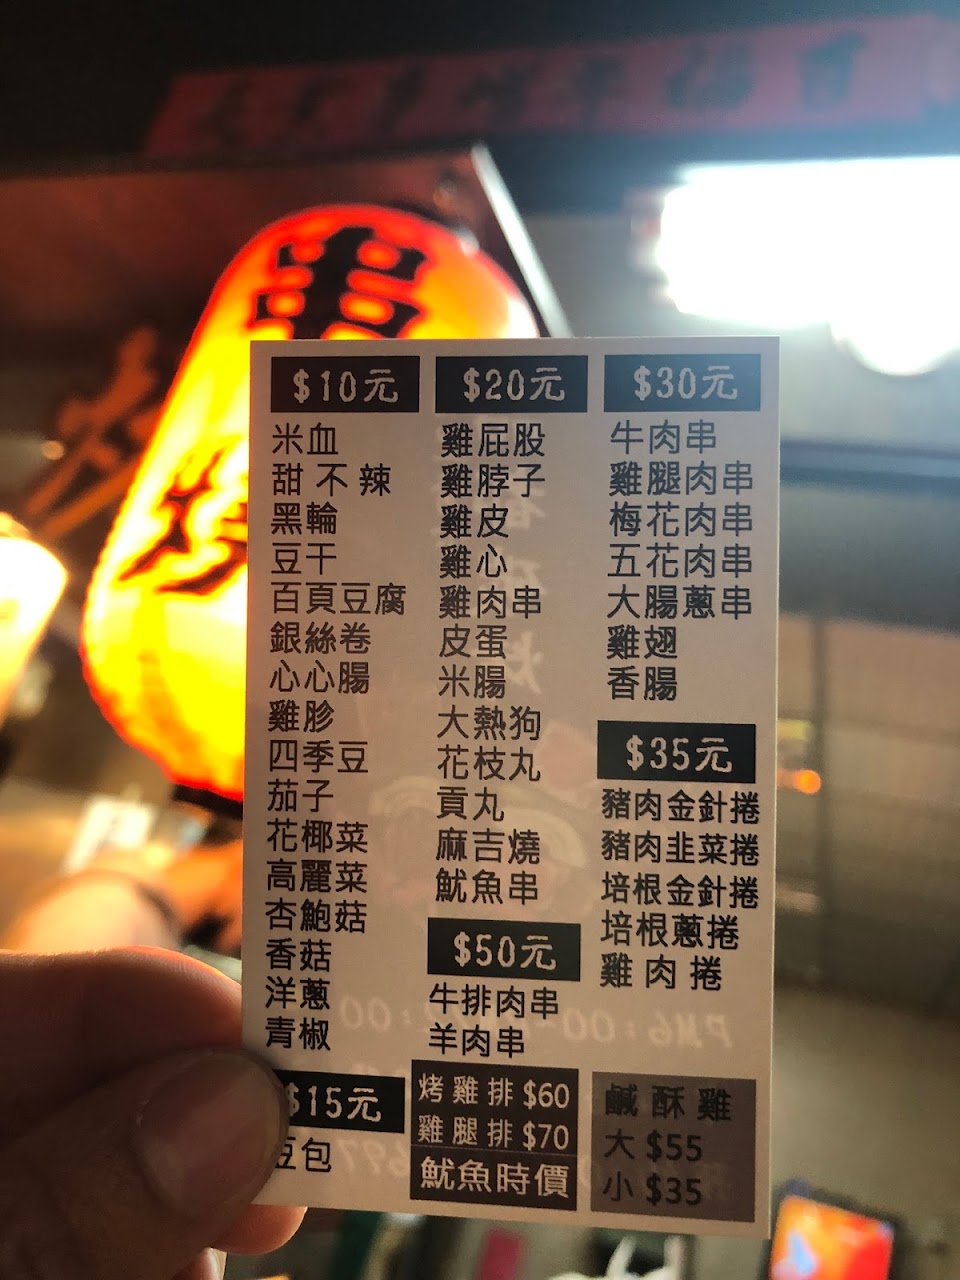 串
$10元
米血
甜不辣
黑輪
豆干
百頁豆腐
銀絲卷
心心腸
雞胗
四季豆
茄子
花椰菜
高麗菜
杏鮑菇
香菇
洋蔥
青椒
$15元
豆包
$20元
雞屁股
雞脖子
雞皮
雞心
雞肉串
皮蛋
米腸
大熱狗
花枝丸
貢丸
麻吉燒
魷魚串
$50元
牛排肉串
羊肉串
烤雞排 $60
雞腿排 $70
魷魚時價
$30元
牛肉串
雞腿肉串
梅花肉串
五花肉串
大腸蔥串
雞翅
香腸
$35元
豬肉金針捲
豬肉韭菜捲
培根金針捲
培根蔥捲
雞肉捲
鹹酥雞
大 $55
小 $35